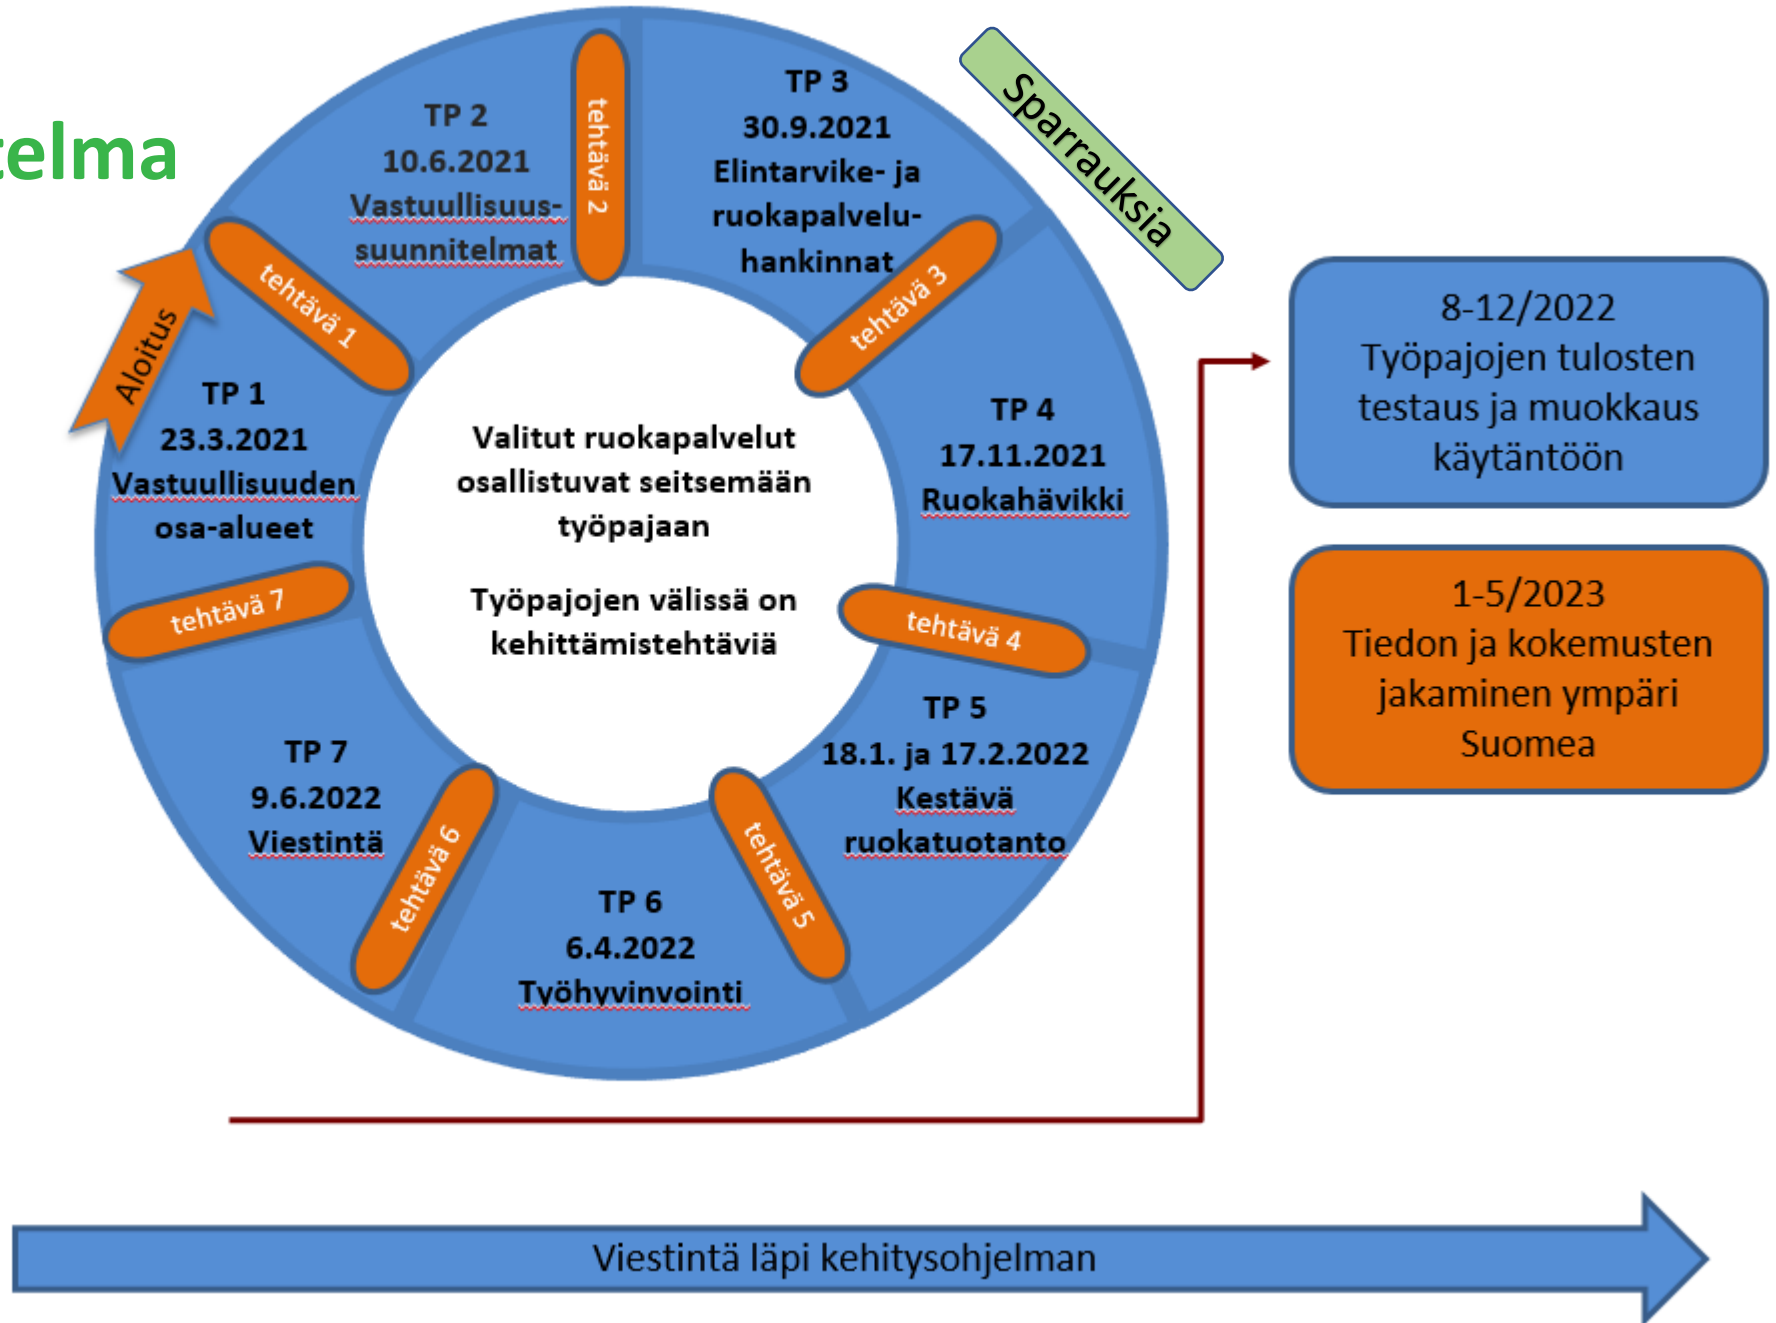 telma
Aloitus
TP 1
23.3.2021
Vastuullisuuden
osa-alueet
tehtävä 1
TP 2
10.6.2021
Vastuullisuus-
suunnitelmat
tehtävä 2
TP 3
30.9.2021
Elintarvike- ja
ruokapalvelu-
hankinnat
tehtävä 3
Sparrauksia
TP 4
17.11.2021
Ruokahävikki
tehtävä 4
TP 5
18.1. ja 17.2.2022
Kestävä
ruokatuotanto
tehtävä 5
TP 6
6.4.2022
Työhyvinvointi
tehtävä 6
TP 7
9.6.2022
Viestintä
tehtävä 7
Valitut ruokapalvelut
osallistuvat seitsemään
työpajaan
Työpajojen välissä on
kehittämistehtäviä
8-12/2022
Työpajojen tulosten
testaus ja muokkaus
käytäntöön
1-5/2023
Tiedon ja kokemusten
jakaminen ympäri
Suomea
Viestintä läpi kehitysohjelman